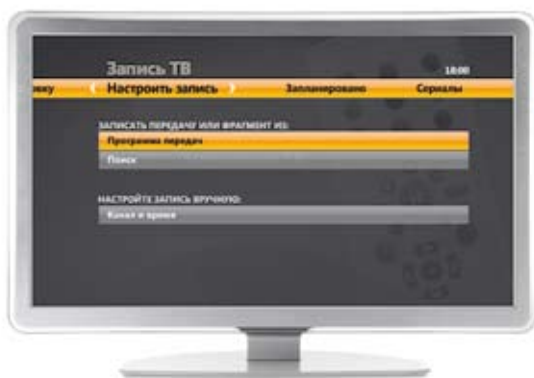 Запись ТВ
18:00
Настроить запись Запланировано Сериалы
ЗАПИСАТЬ ПЕРЕДАЧУ ИЛИ ФРАГМЕНТ ИЗ:
Программа передач
Поиск
НАСТРОЙТЕ ЗАПИСЬ ВРУЧНУЮ:
Канал и время